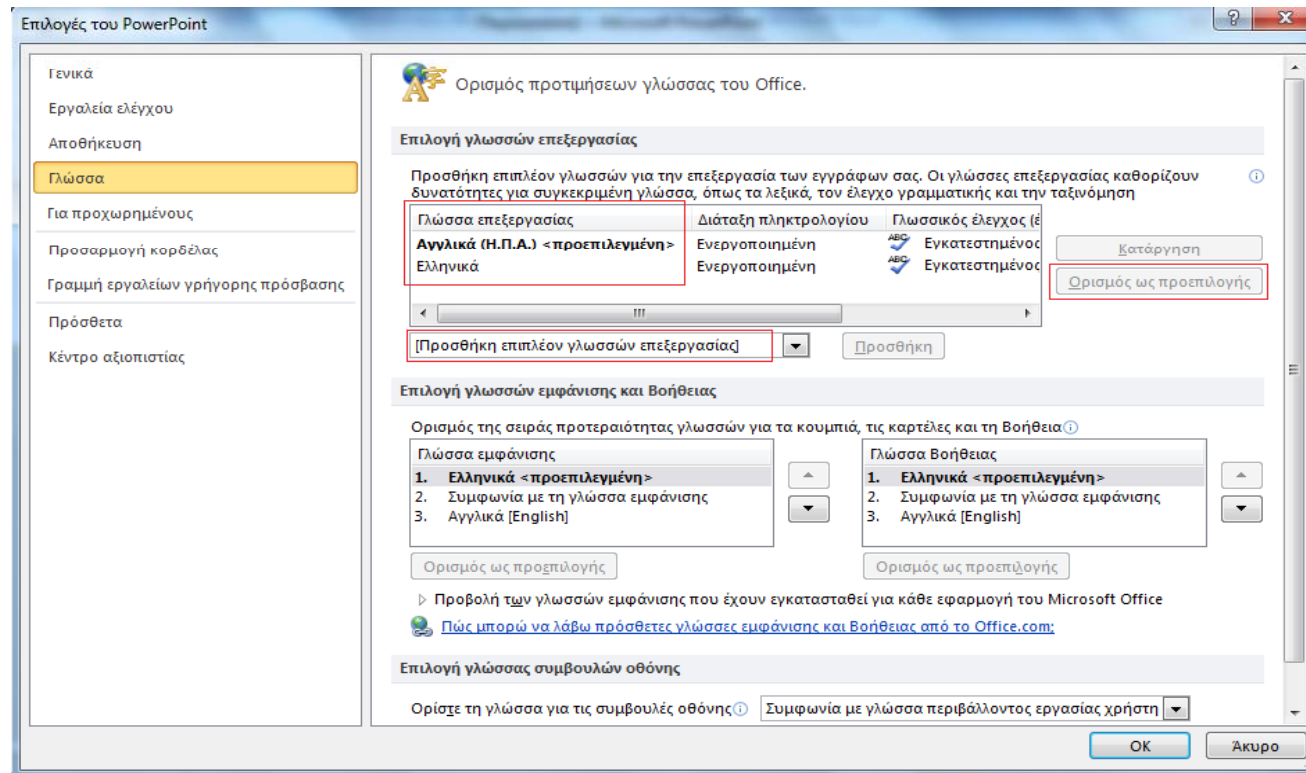 Επιλογές του PowerPoint
Γενικά
Εργαλεία ελέγχου
Αποθήκευση
Γλώσσα
Για προχωρημένους
Προσαρμογή κορδέλας
Γραμμή εργαλείων γρήγορης πρόσβασης
Πρόσθετα
Κέντρο αξιοπιστίας
Ορισμός προτιμήσεων γλώσσας του Office.
Επιλογή γλωσσών επεξεργασίας
Προσθήκη επιπλέον γλωσσών για την επεξεργασία των εγγράφων σας. Οι γλώσσες επεξεργασίας καθορίζουν
δυνατότητες για συγκεκριμένη γλώσσα, όπως τα λεξικά, τον έλεγχο γραμματικής και την ταξινόμηση
Γλώσσα επεξεργασίας Διάταξη πληκτρολογίου Γλωσσικός έλεγχος (έ
Αγγλικά (Η.Π.Α.) <προεπιλεγμένη> Ενεργοποιημένη Εγκατεστημένος
Ελληνικά Ενεργοποιημένη Εγκατεστημένος
Κατάργηση
Ορισμός ως προεπιλογής
[Προσθήκη επιπλέον γλωσσών επεξεργασίας] Προσθήκη
Επιλογή γλωσσών εμφάνισης και Βοήθειας
Ορισμός της σειράς προτεραιότητας γλωσσών για τα κουμπιά, τις καρτέλες και τη Βοήθεια
Γλώσσα εμφάνισης
1. Ελληνικά <προεπιλεγμένη>
2. Συμφωνία με τη γλώσσα εμφάνισης
3. Αγγλικά [English]
Ορισμός ως προεπιλογής
Γλώσσα Βοήθειας
1. Ελληνικά <προεπιλεγμένη>
2. Συμφωνία με τη γλώσσα εμφάνισης
3. Αγγλικά [English]
Ορισμός ως προεπιλογής
Προβολή των γλωσσών εμφάνισης που έχουν εγκατασταθεί για κάθε εφαρμογή του Microsoft Office
Πώς μπορώ να λάβω πρόσθετες γλώσσες εμφάνισης και Βοήθειας από το Office.com;
Επιλογή γλώσσας συμβουλών οθόνης
Ορίστε τη γλώσσα για τις συμβουλές οθόνης Συμφωνία με γλώσσα περιβάλλοντος εργασίας χρήστη
OK Άκυρο